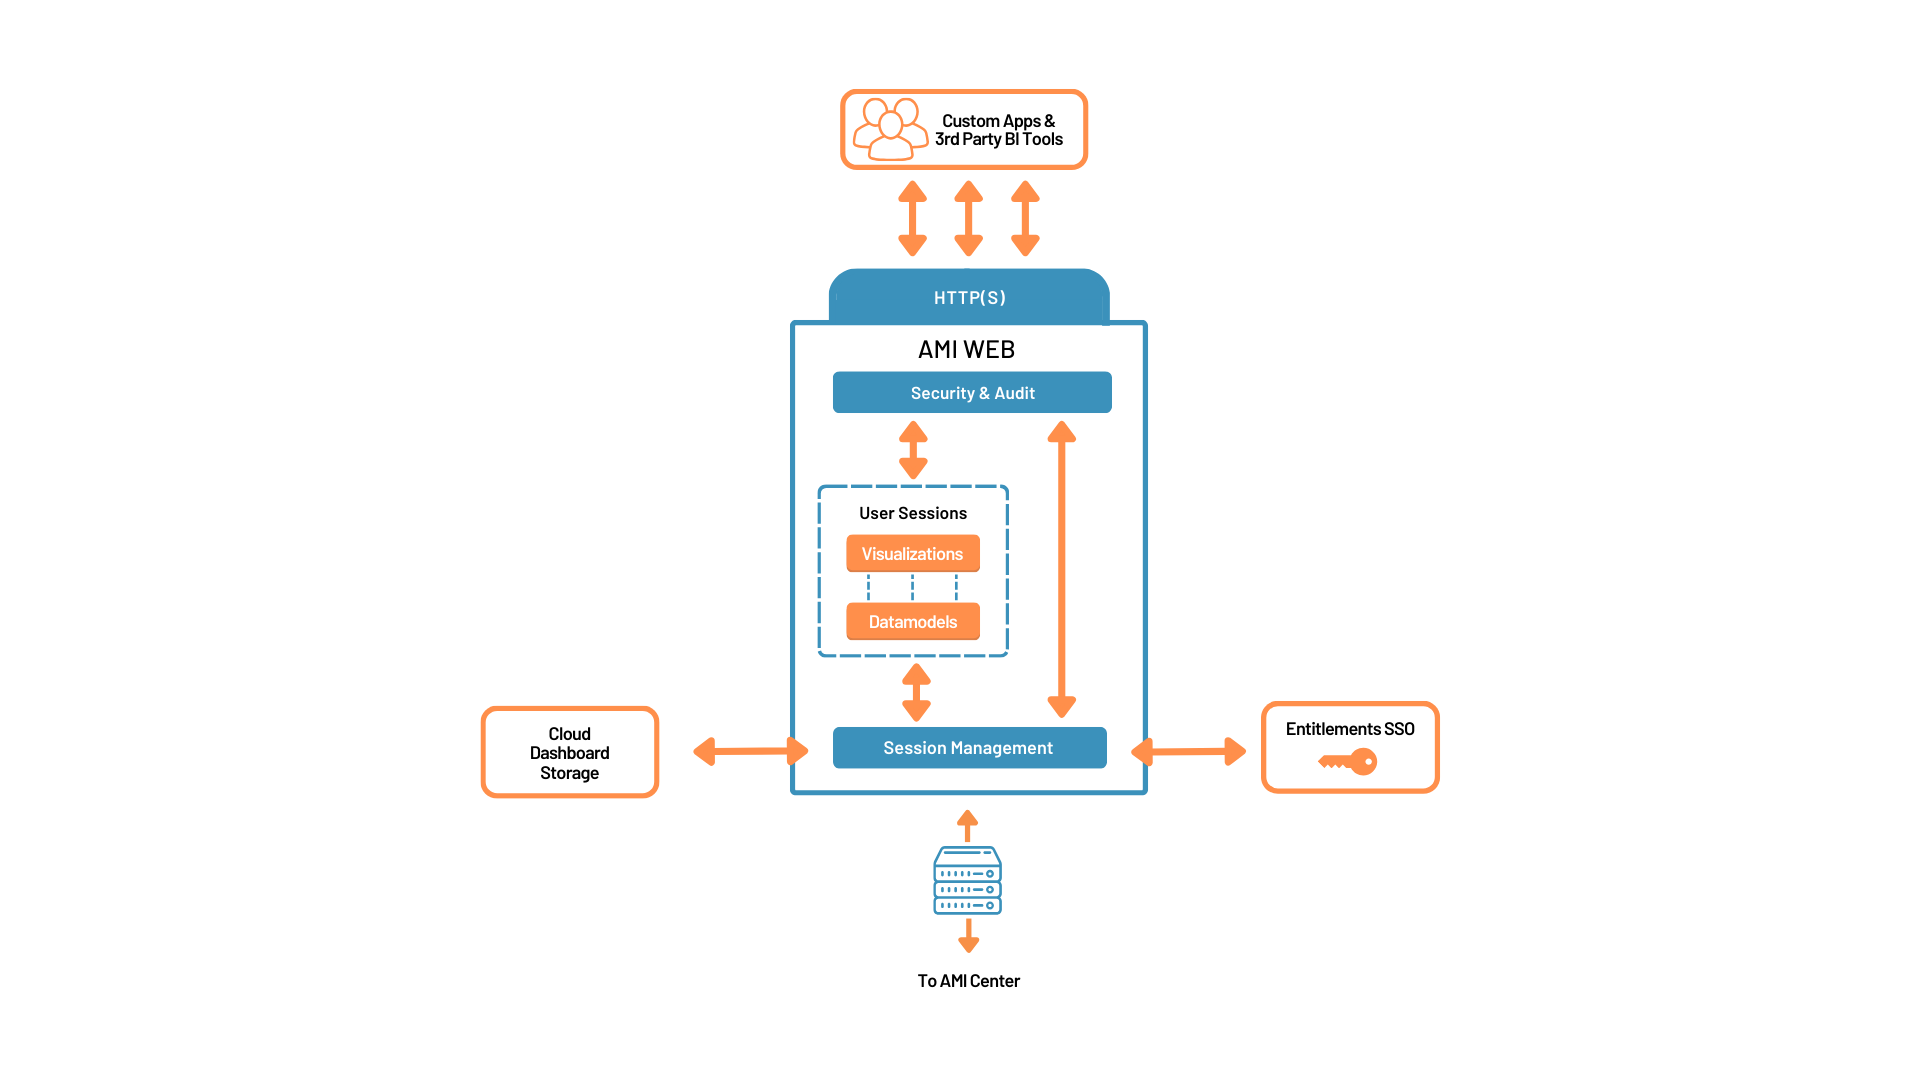 Custom Apps &
3rd Party BI Tools
HTTP(S)
AMI WEB
Security & Audit
User Sessions
Visualizations
Datamodels
Session Management
Cloud
Dashboard
Storage
Entitlements SSO
To AMI Center